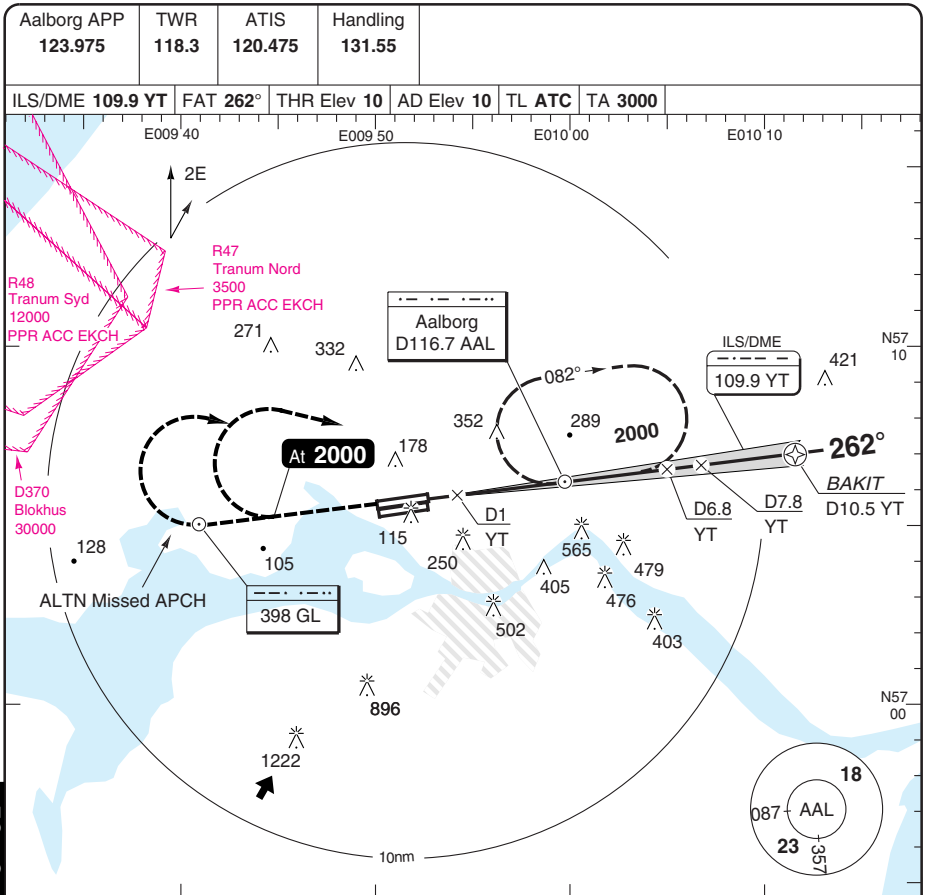 Aalborg APP
123.975
TWR
118.3
ATIS
120.475
Handling
131.55
ILS/DME 109.9 YT
FAT 262°
THR Elev 10
AD Elev 10
TL ATC
TA 3000
E009 40
E009 50
E010 00
E010 10
2E
R47
Tranum Nord
3500
PPR ACC EKCH
R48
Tranum Syd
12000
PPR ACC EKCH
271
332
Aalborg
D116.7 AAL
ILS/DME
109.9 YT
N57
10
421
082°
352
289
2000
262°
At 2000
178
BAKIT
D10.5 YT
D6.8
YT
D7.8
YT
D1
YT
D370
Blokhus
30000
115
250
565
479
128
105
405
476
ALTN Missed APCH
398 GL
502
403
896
N57
00
1222
18
087
AAL
23
357
10nm